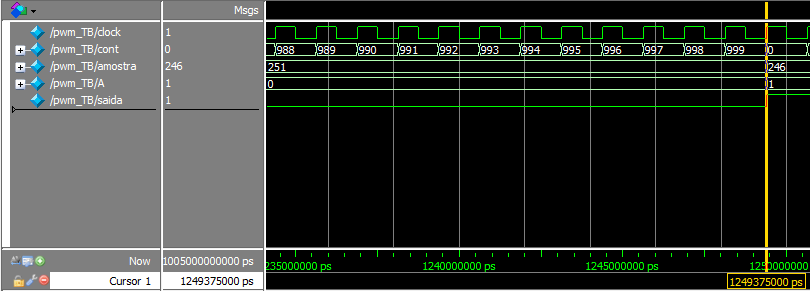 Msgs
/pwm_TB/clock 1
/pwm_TB/cont 0 988 989 990 991 992 993 994 995 996 997 998 999 0
/pwm_TB/amostra 246 251 246
/pwm_TB/A 1 0 1
/pwm_TB/saida 1
Now 1005000000000 ps 235000000 ps 1240000000 ps 1245000000 ps 1250000000 ps
Cursor 1 1249375000 ps 1249375000 ps